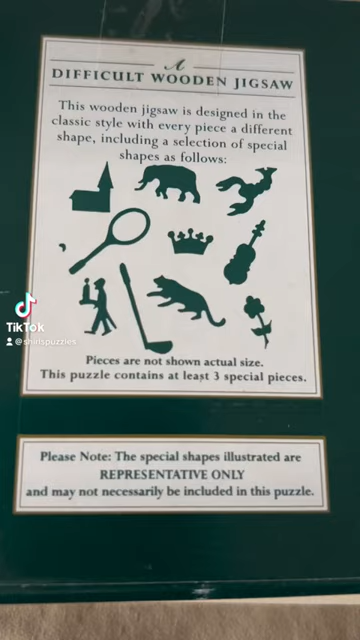 A
DIFFICULT WOODEN JIGSAW
This wooden jigsaw is designed in the
classic style with every piece a different
shape, including a selection of special
shapes as follows:
TikTok
@shirlspuzzles
Pieces are not shown actual size.
This puzzle contains at least 3 special pieces.
Please Note: The special shapes illustrated are
REPRESENTATIVE ONLY
and may not necessarily be included in this puzzle.